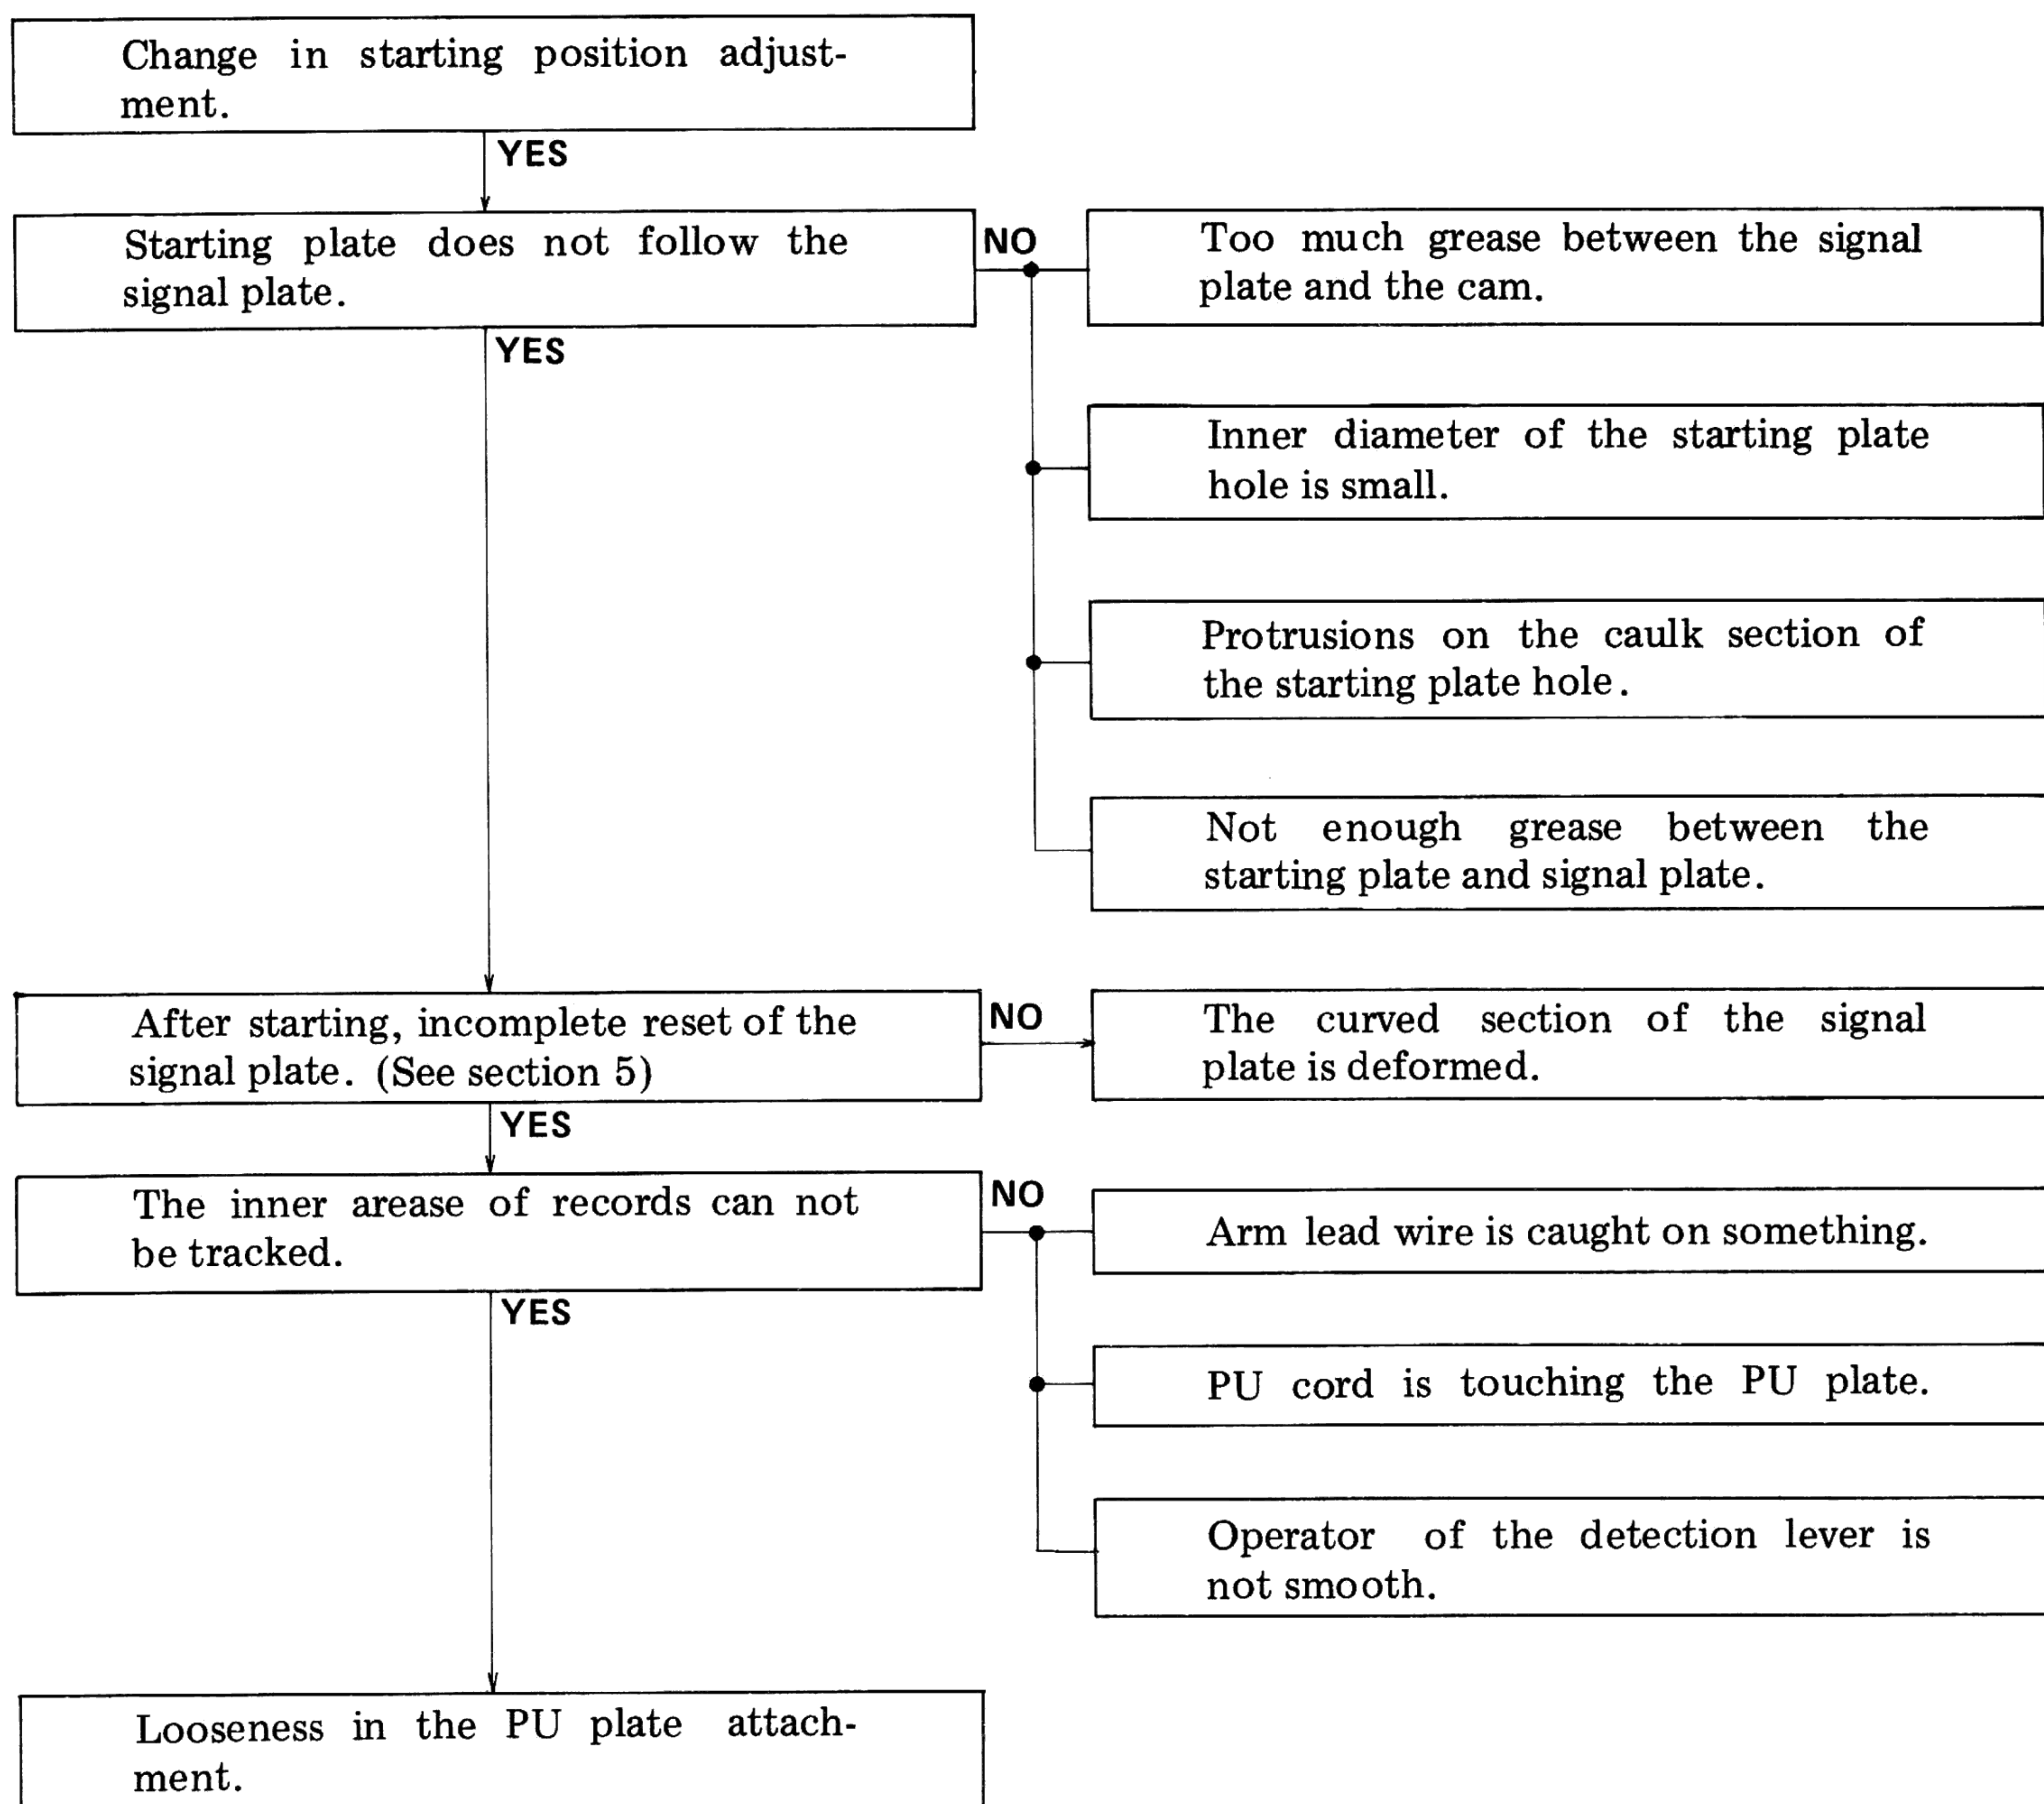 Change in starting position adjust-
ment.
YES
Starting plate does not follow the
signal plate.
NO
Too much grease between the signal
plate and the cam.
YES
Inner diameter of the starting plate
hole is small.
Protrusions on the caulk section of
the starting plate hole.
Not enough grease between the
starting plate and signal plate.
After starting, incomplete reset of the
signal plate. (See section 5)
NO
The curved section of the signal
plate is deformed.
YES
The inner arease of records can not
be tracked.
NO
Arm lead wire is caught on something.
YES
PU cord is touching the PU plate.
Operator of the detection lever is
not smooth.
Looseness in the PU plate attach-
ment.